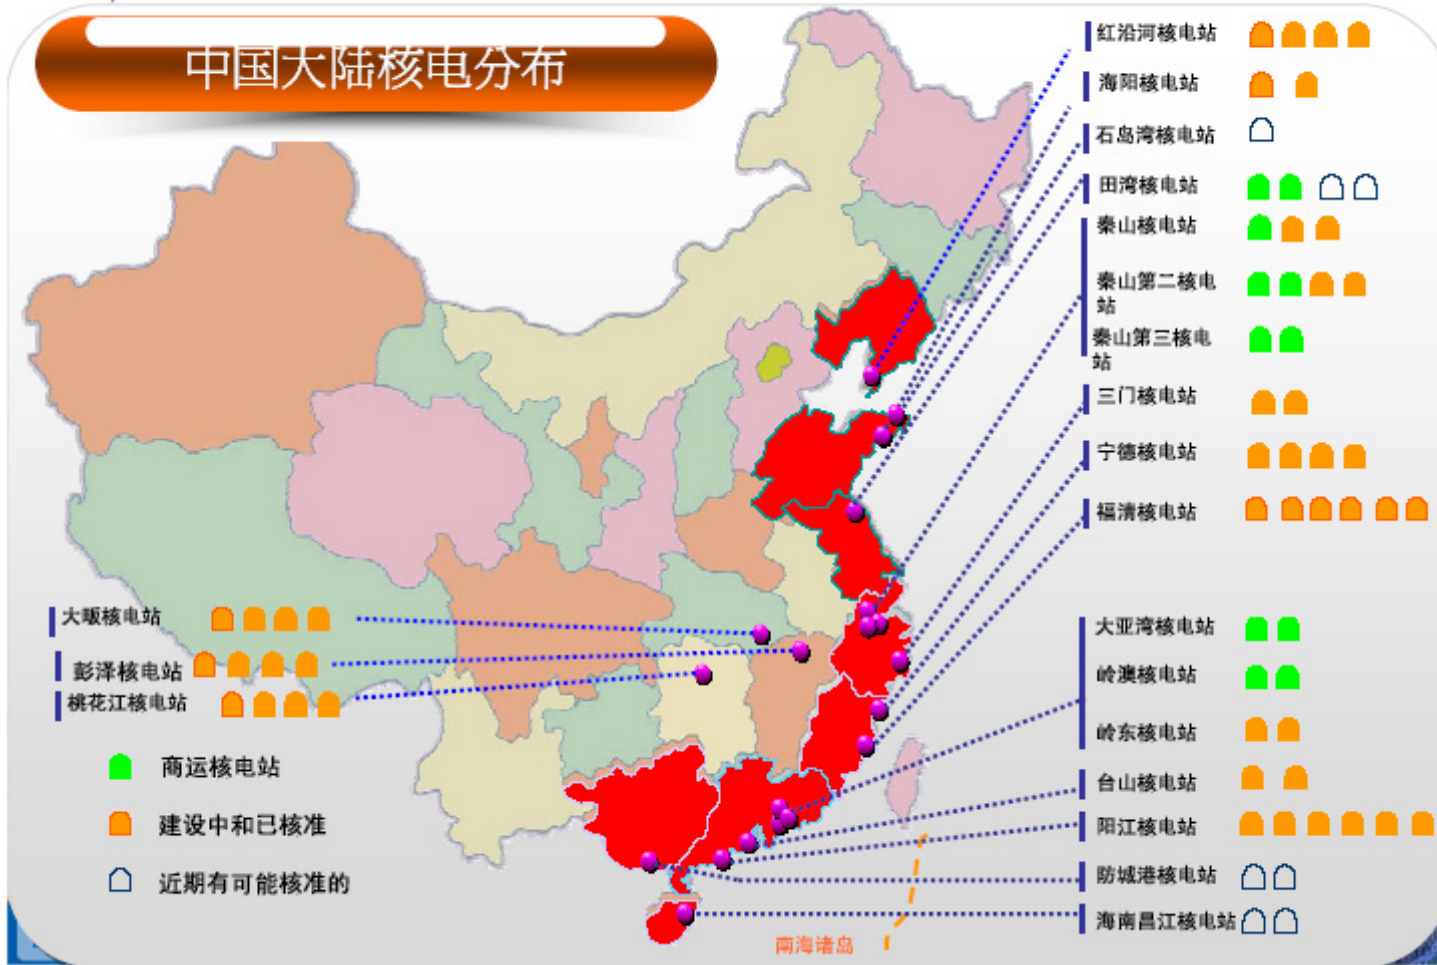 中国大陆核电分布
红沿河核电站
海阳核电站
石岛湾核电站
田湾核电站
秦山核电站
秦山第二核电
站
秦山第三核电
站
三门核电站
宁德核电站
福清核电站
大畈核电站
彭泽核电站
桃花江核电站
大亚湾核电站
岭澳核电站
岭东核电站
台山核电站
阳江核电站
防城港核电站
海南昌江核电站
商运核电站
建设中和已核准
近期有可能核准的
南海诸岛